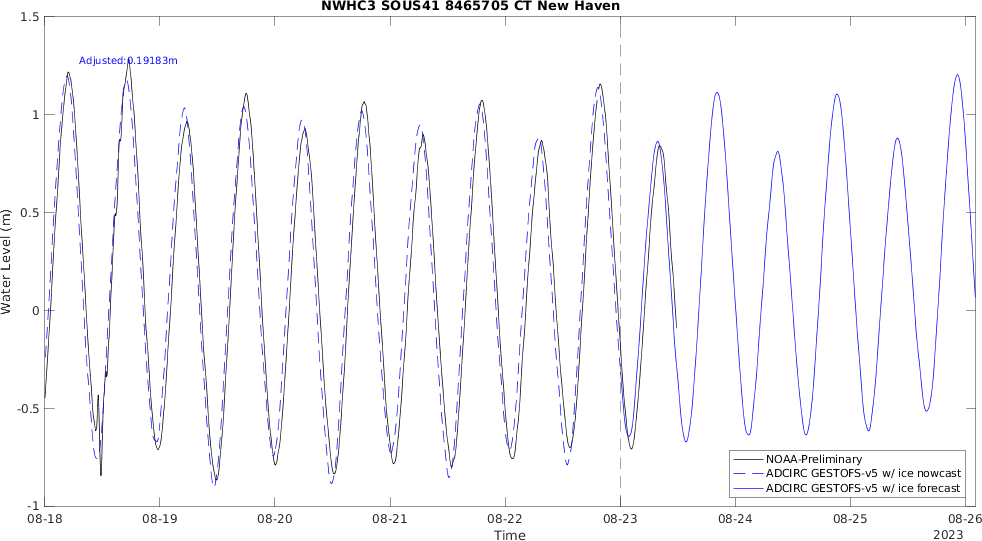 NWHC3 SOUS41 8465705 CT New Haven
Adjusted:0.19183m
1.5
1
0.5
0
-0.5
-1
Water Level (m)
08-18
08-19
08-20
08-21
08-22
08-23
08-24
08-25
08-26
Time
2023
NOAA-Preliminary
ADCIRC GESTOFS-v5 w/ ice nowcast
ADCIRC GESTOFS-v5 w/ ice forecast